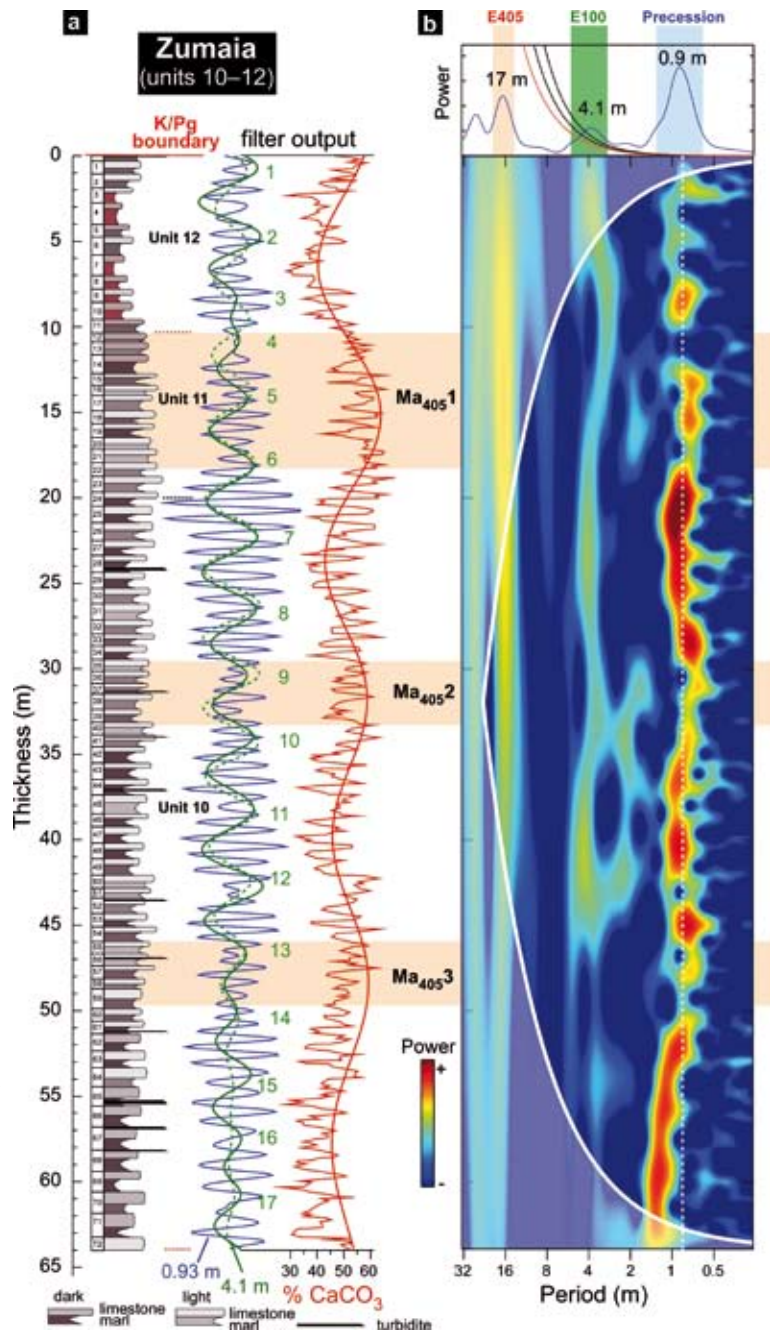 a
Zumaia
(units 10–12)
K/Pg
boundary
filter output
b
E405
E100
Precession
Power
17 m
4.1 m
0.9 m
Thickness (m)
0
5
10
15
20
25
30
35
40
45
50
55
60
65
Unit 12
Unit 11
Unit 10
1
2
3
4
5
6
7
8
9
10
11
12
13
14
15
16
17
Ma4051
Ma4052
Ma4053
Power
+
-
0.93 m
4.1 m
30 40 50 60
% CaCO3
32 16 8 4 2 1 0.5
Period (m)
dark
limestone
marl
light
limestone
marl
turbidite